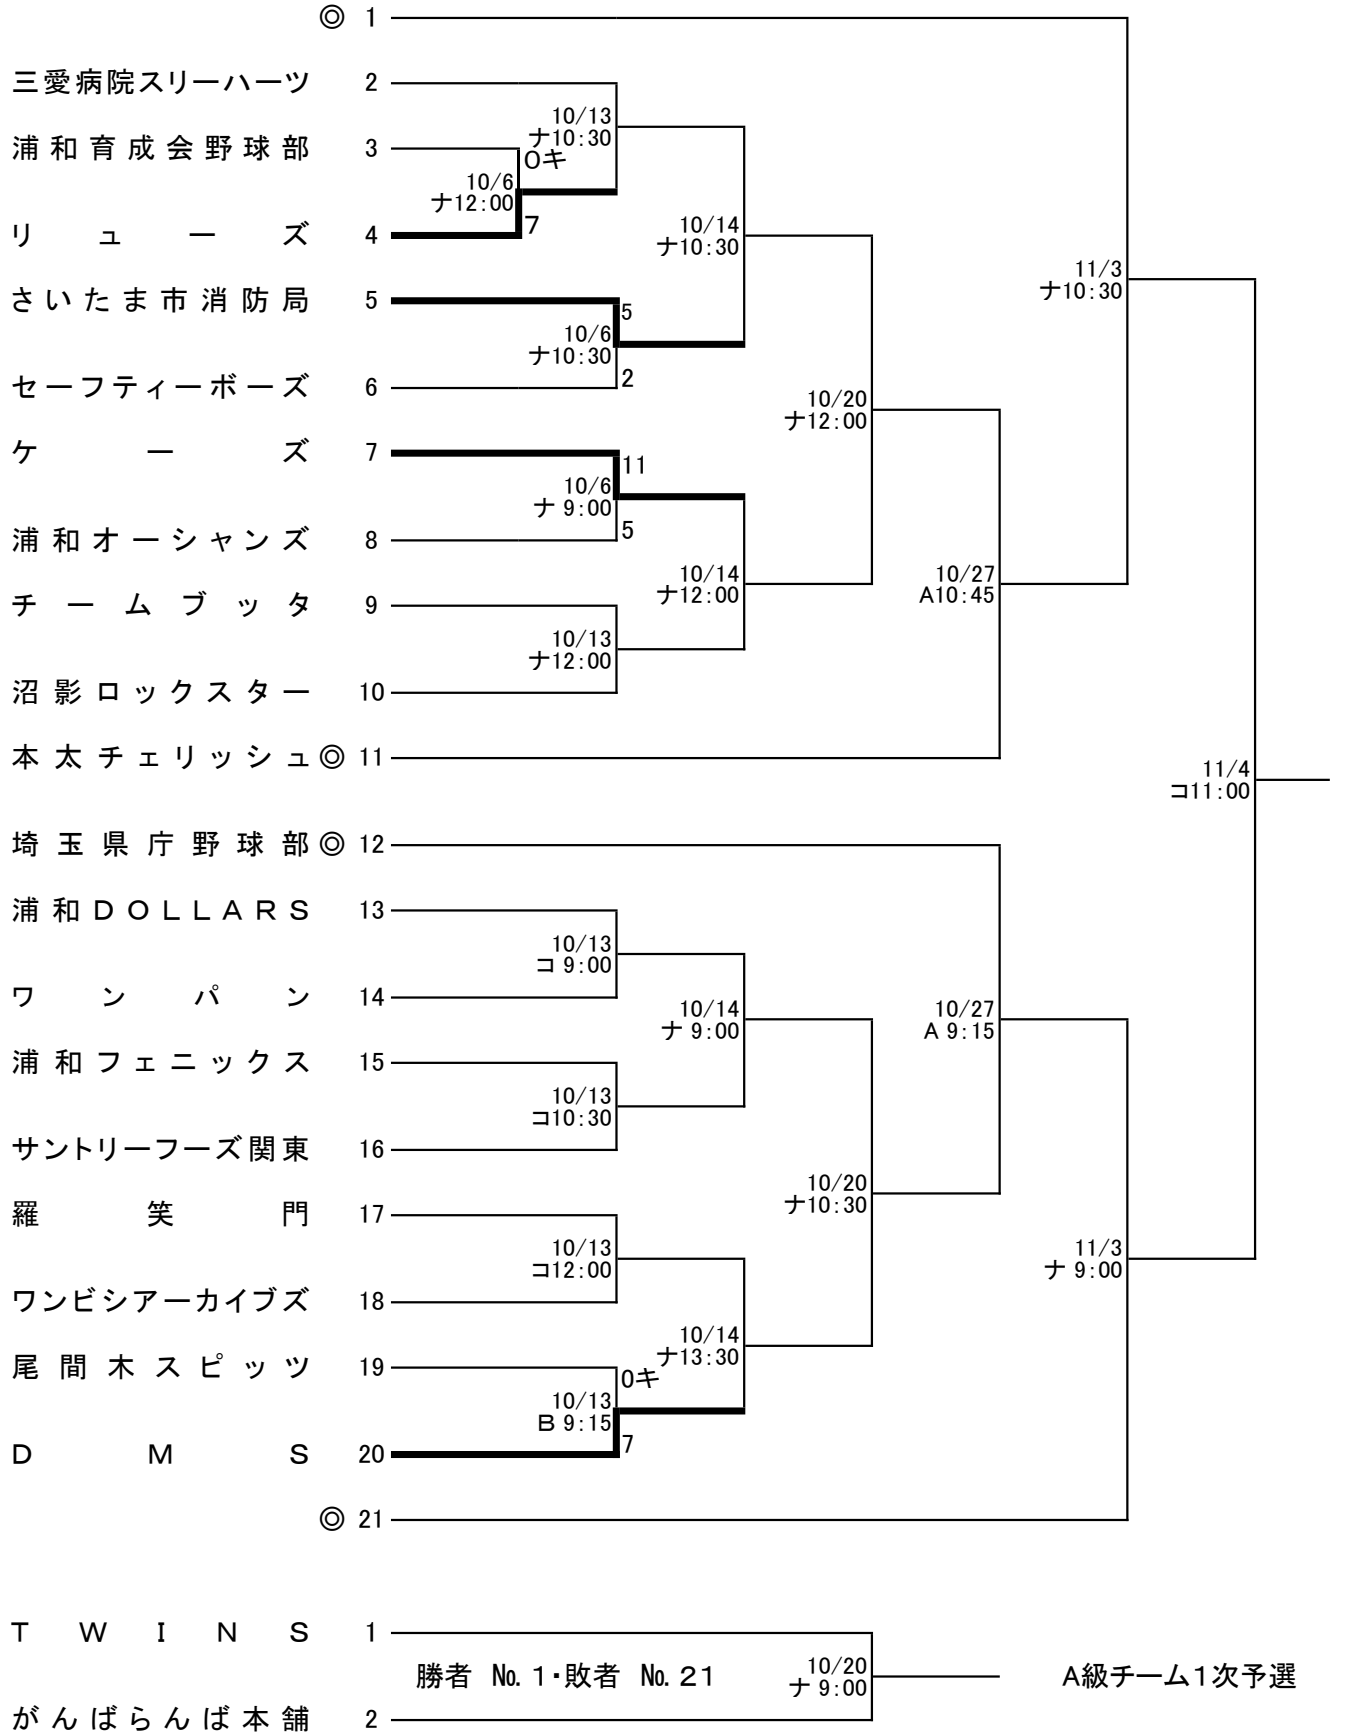 ◎ 1
三愛病院スリーハーツ 2
10/13
ナ10:30
浦和育成会野球部 3
0キ
10/6
ナ12:00
7
リューズ 4
10/14
ナ10:30
11/3
ナ10:30
さいたま市消防局 5
5
10/6
ナ10:30
2
セーフティーボーズ 6
10/20
ナ12:00
ケーズ 7
11
10/6
ナ 9:00
5
浦和オーシャンズ 8
10/14
ナ12:00
10/27
A10:45
チームブッタ 9
10/13
ナ12:00
沼影ロックスター 10
本太チェリッシュ ◎ 11
11/4
コ11:00
埼玉県庁野球部 ◎ 12
浦和DOLLARS 13
10/13
コ 9:00
ワンパン 14
10/14
ナ 9:00
10/27
A 9:15
浦和フェニックス 15
10/13
コ10:30
サントリーフーズ関東 16
10/20
ナ10:30
羅笑門 17
10/13
コ12:00
11/3
ナ 9:00
ワンビシアーカイブズ 18
10/14
ナ13:30
尾間木スピッツ 19
0キ
10/13
B 9:15
7
DMS 20
◎ 21
TWINS 1
勝者 № 1・敗者 № 21
10/20
ナ 9:00
A級チーム1次予選
がんばらんば本舗 2